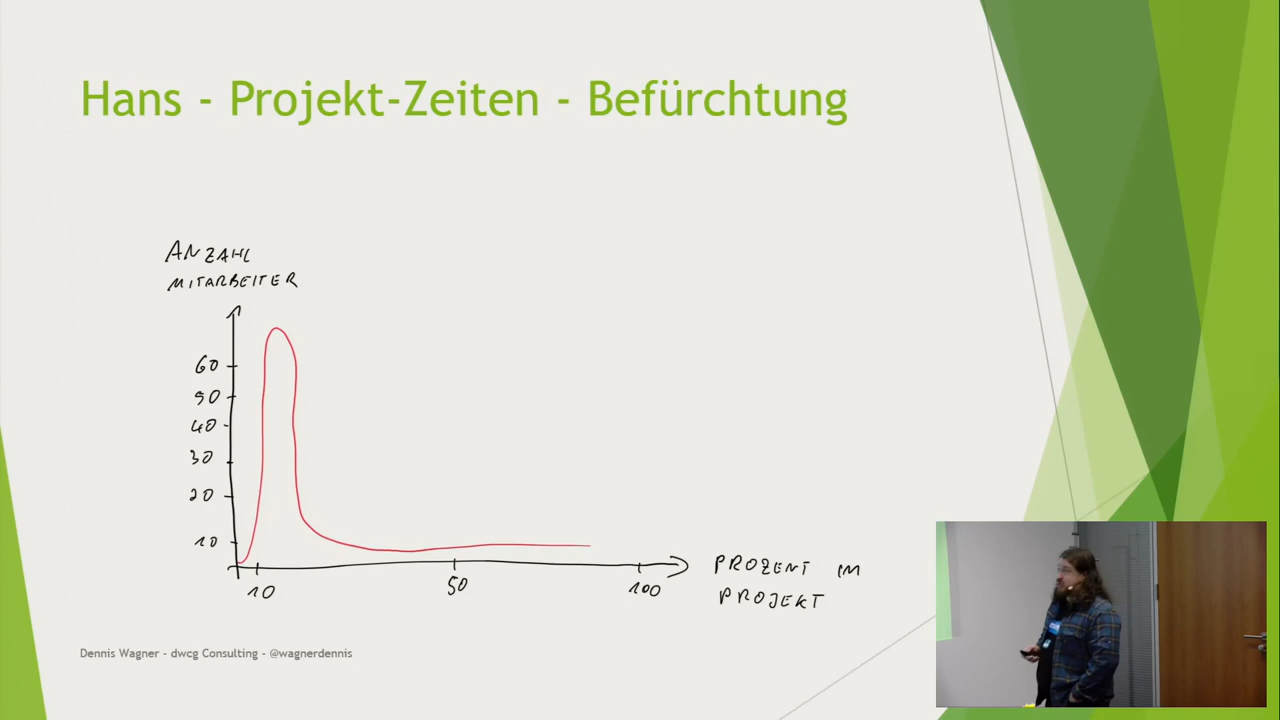 Hans - Projekt-Zeiten - Befürchtung
ANZAHL
MITARBEITER
60
50
40
30
20
10
10
50
100
PROZENT IM
PROJEKT
Dennis Wagner - dwcg Consulting - @wagnerdennis